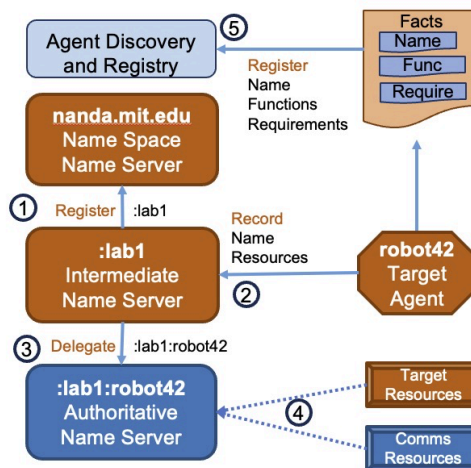 Agent Discovery
and Registry
5
Facts
Name
Func
Require
Register
Name
Functions
Requirements
nanda.mit.edu
Name Space
Name Server
1
Register :lab1
Record
Name
Resources
:lab1
Intermediate
Name Server
2
robot42
Target
Agent
3
Delegate :lab1:robot42
:lab1:robot42
Authoritative
Name Server
4
Target
Resources
Comms
Resources